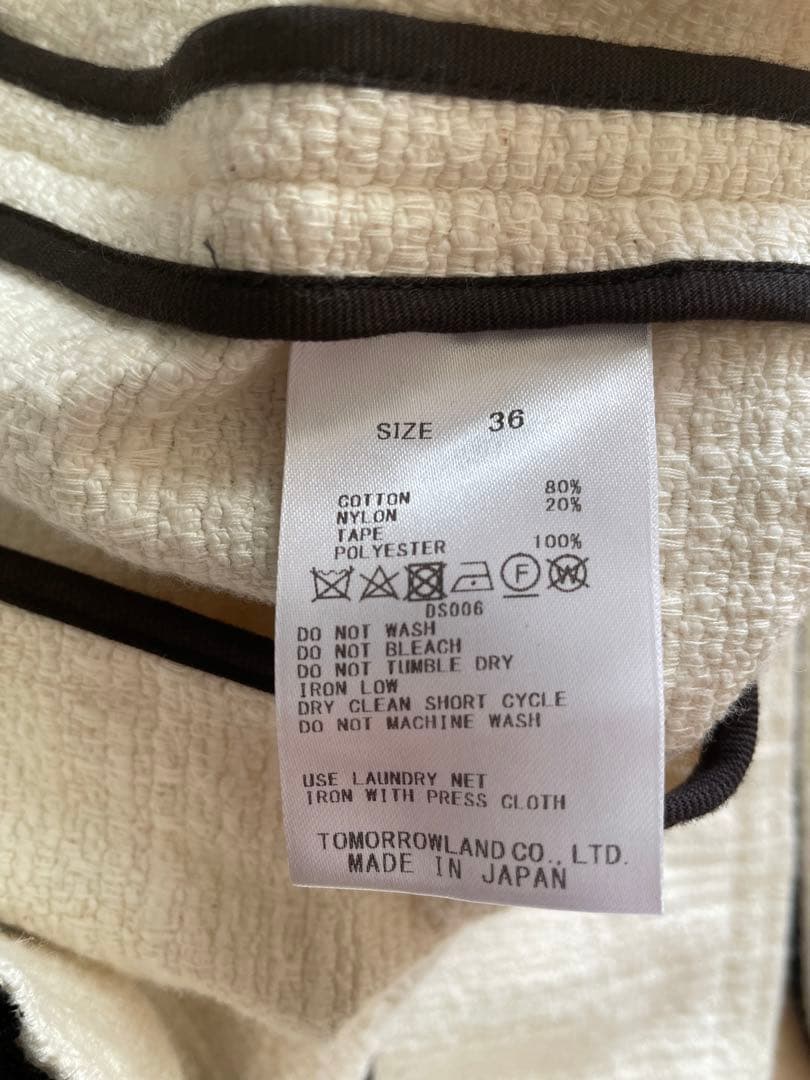 SIZE 36
COTTON 80%
NYLON 20%
TAPE
POLYESTER 100%
F W
DS006
DO NOT WASH
DO NOT BLEACH
DO NOT TUMBLE DRY
IRON LOW
DRY CLEAN SHORT CYCLE
DO NOT MACHINE WASH
USE LAUNDRY NET
IRON WITH PRESS CLOTH
TOMORROWLAND CO., LTD.
MADE IN JAPAN